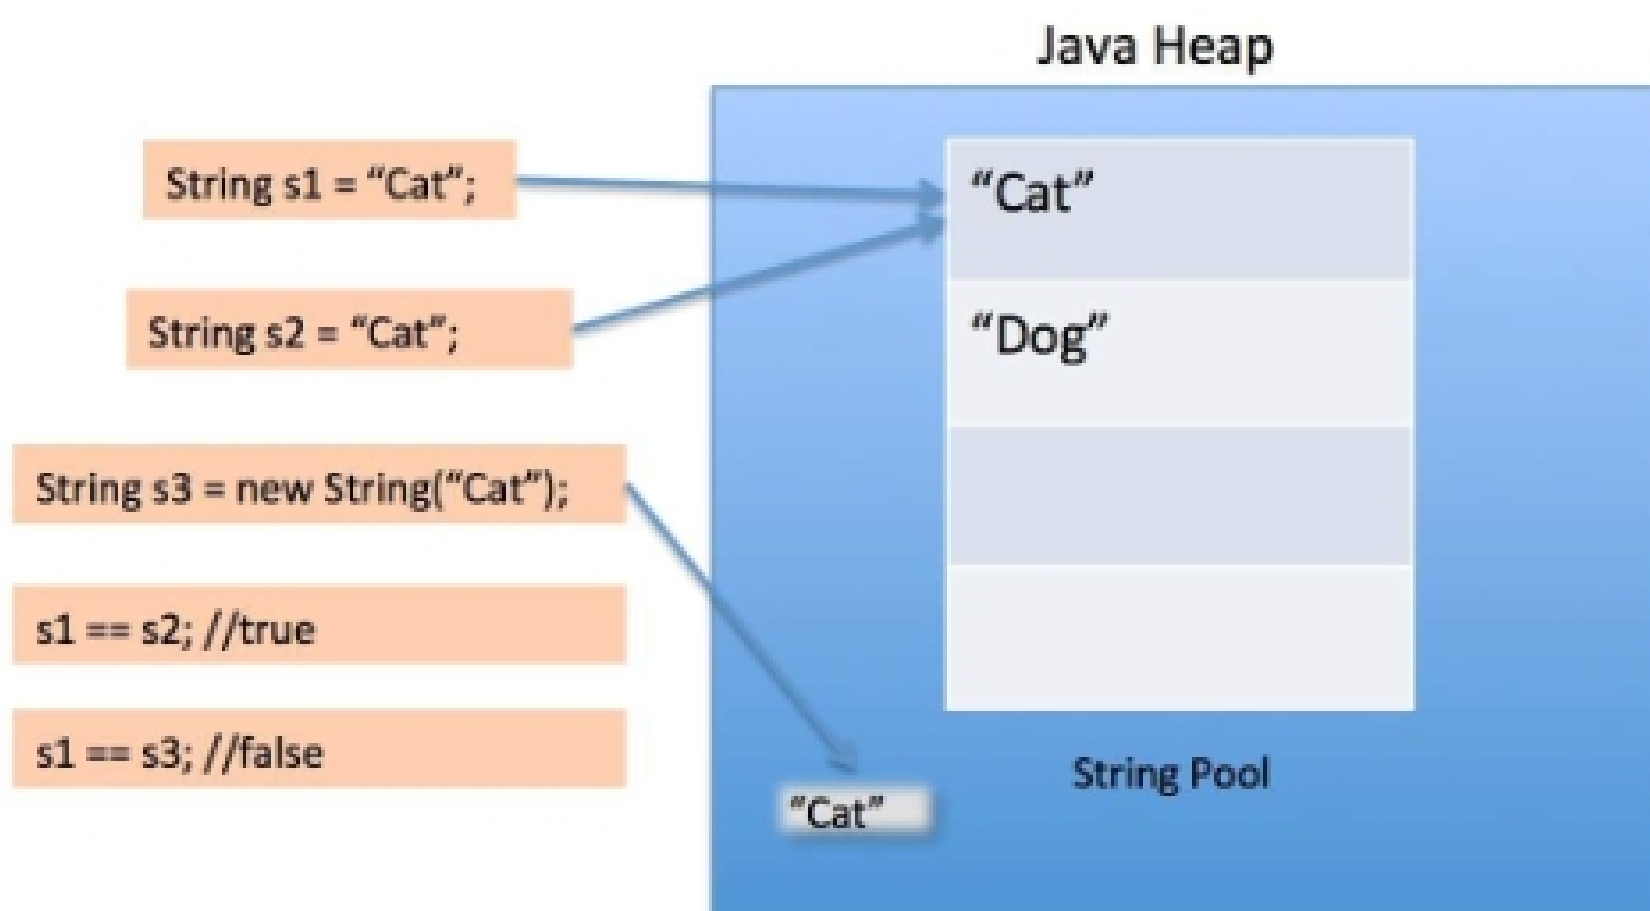 Java Heap
String s1 = “Cat”;
String s2 = “Cat”;
String s3 = new String(“Cat”);
s1 == s2; //true
s1 == s3; //false
“Cat”
“Dog”
String Pool
“Cat”